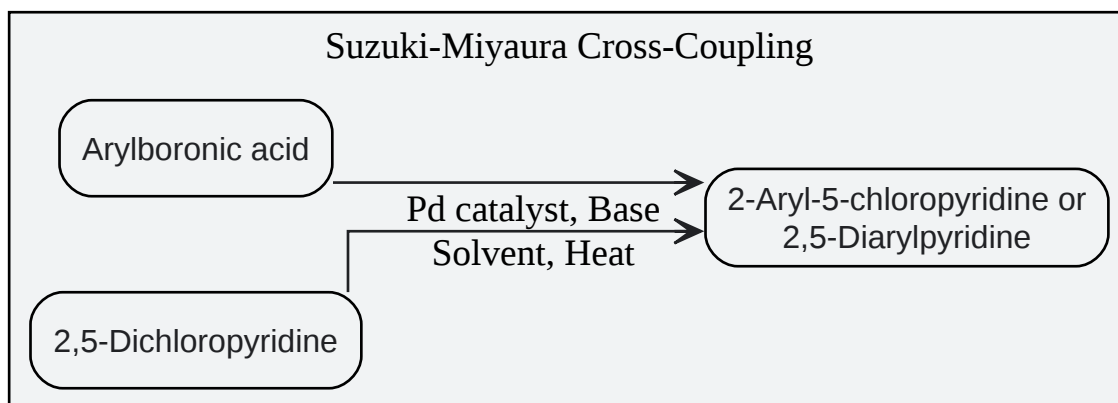 Suzuki-Miyaura Cross-Coupling
Arylboronic acid
Pd catalyst, Base
Solvent, Heat
2-Aryl-5-chloropyridine or
2,5-Diarylpyridine
2,5-Dichloropyridine